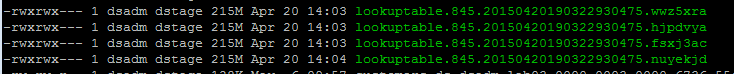 -rwxrwx--- 1 dsadm dstage 215M Apr 20 14:03 lookuptable.845.20150420190322930475.wwz5xra
-rwxrwx--- 1 dsadm dstage 215M Apr 20 14:03 lookuptable.845.20150420190322930475.hjpdvya
-rwxrwx--- 1 dsadm dstage 215M Apr 20 14:03 lookuptable.845.20150420190322930475.fsxj3ac
-rwxrwx--- 1 dsadm dstage 215M Apr 20 14:04 lookuptable.845.20150420190322930475.nuyekjd